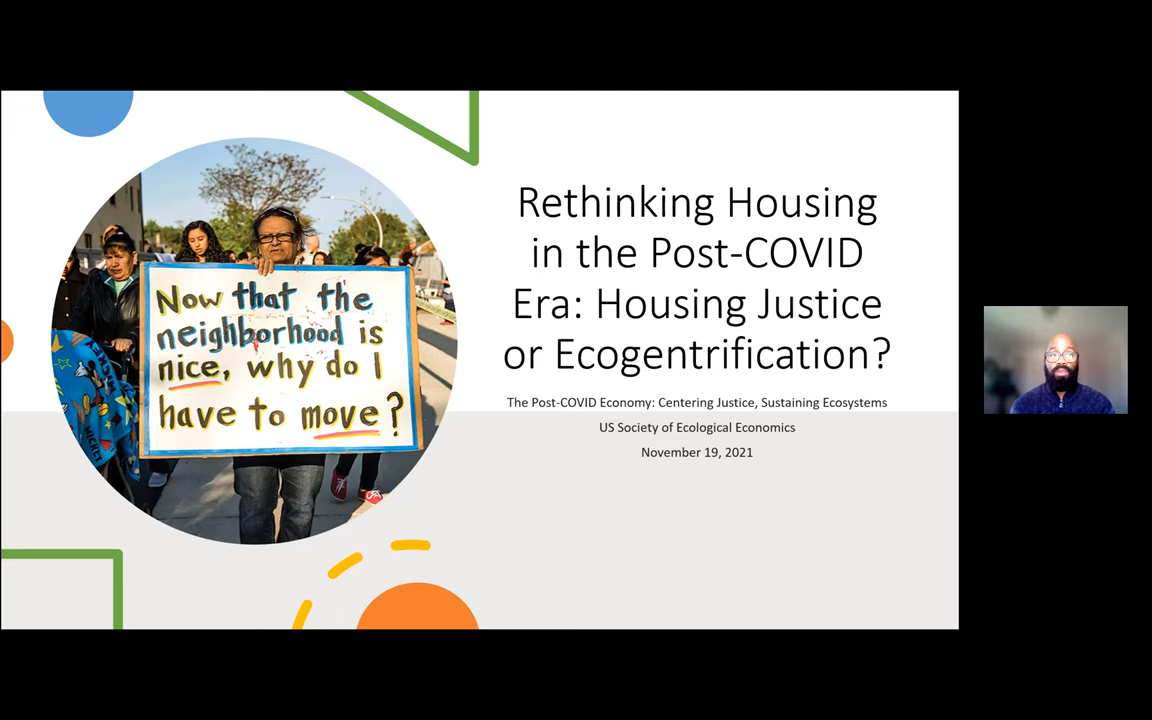 Now that the
neighborhood is
nice, why do I
have to move?
Rethinking Housing
in the Post-COVID
Era: Housing Justice
or Ecogentrification?
The Post-COVID Economy: Centering Justice, Sustaining Ecosystems
US Society of Ecological Economics
November 19, 2021
MICKEY